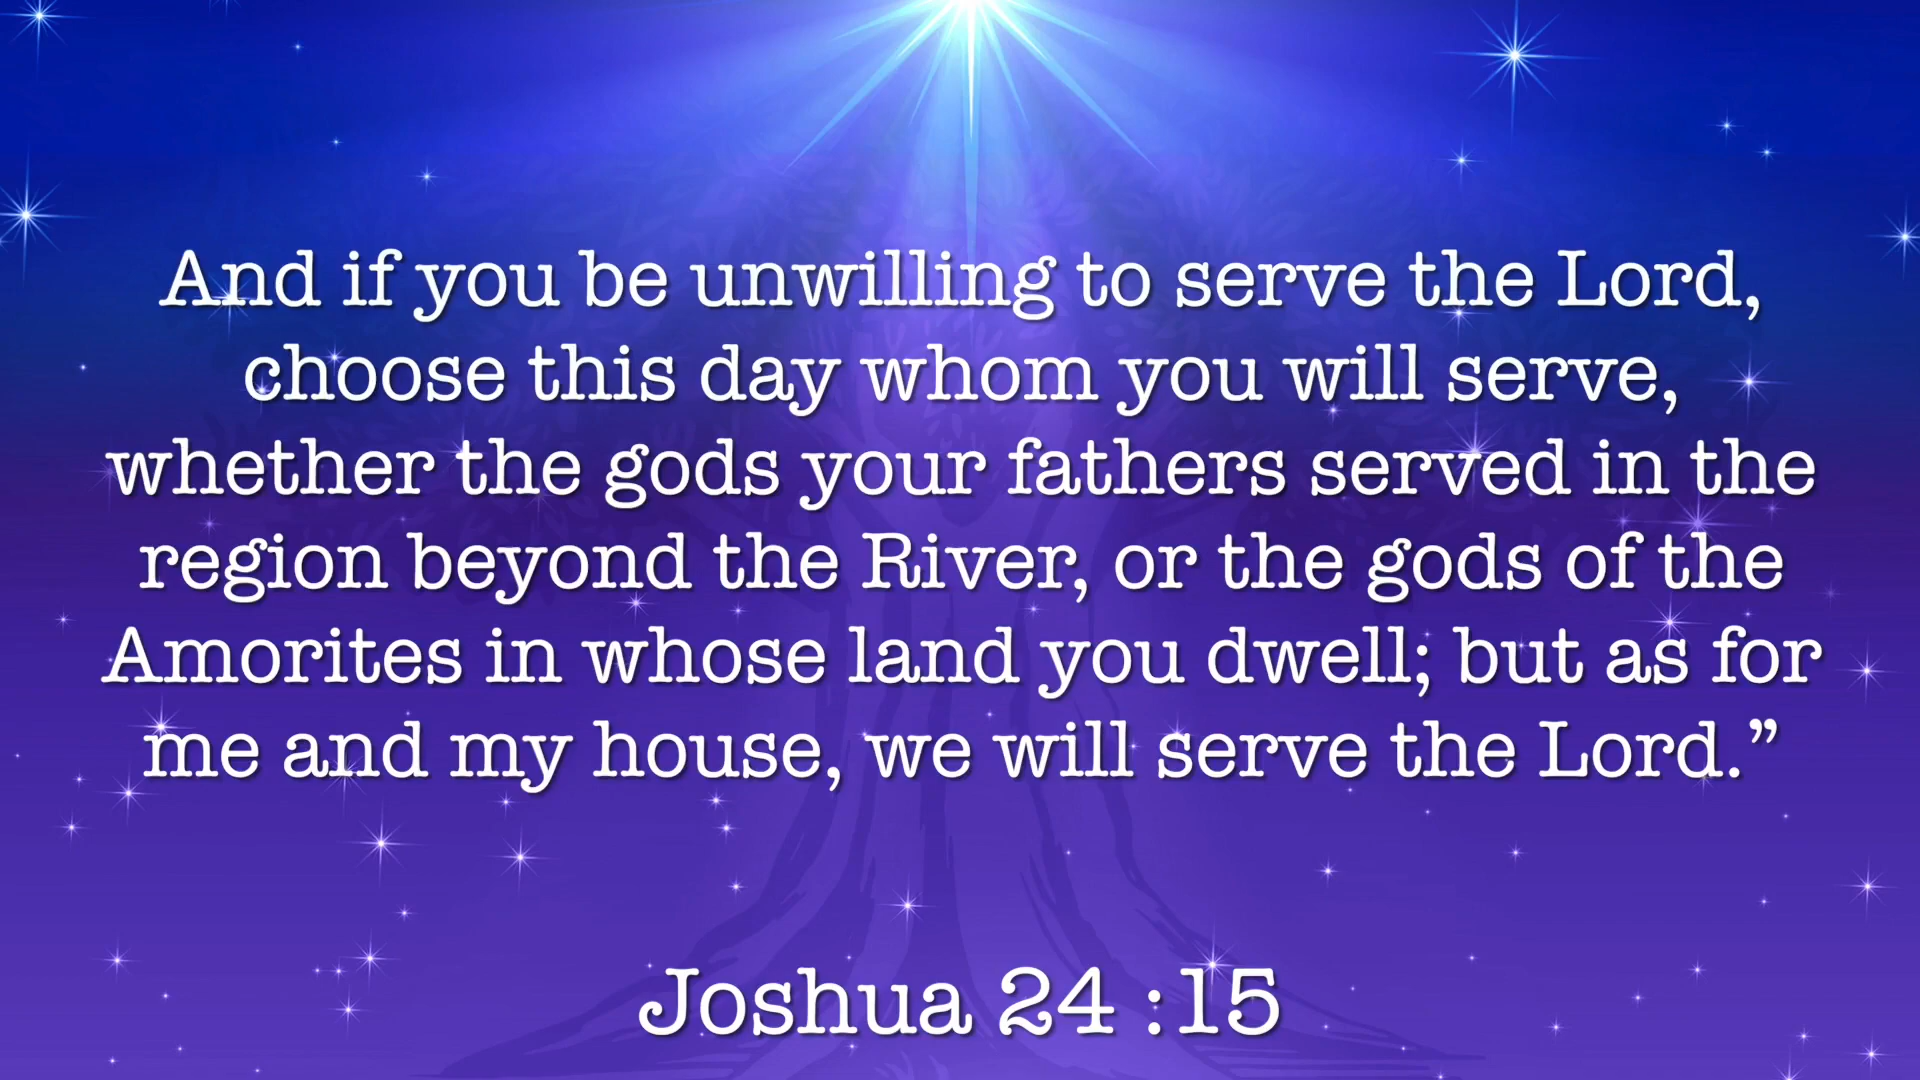 And if you be unwilling to serve the Lord,
choose this day whom you will serve,
whether the gods your fathers served in the
region beyond the River, or the gods of the
Amorites in whose land you dwell; but as for
me and my house, we will serve the Lord.”
Joshua 24 :15